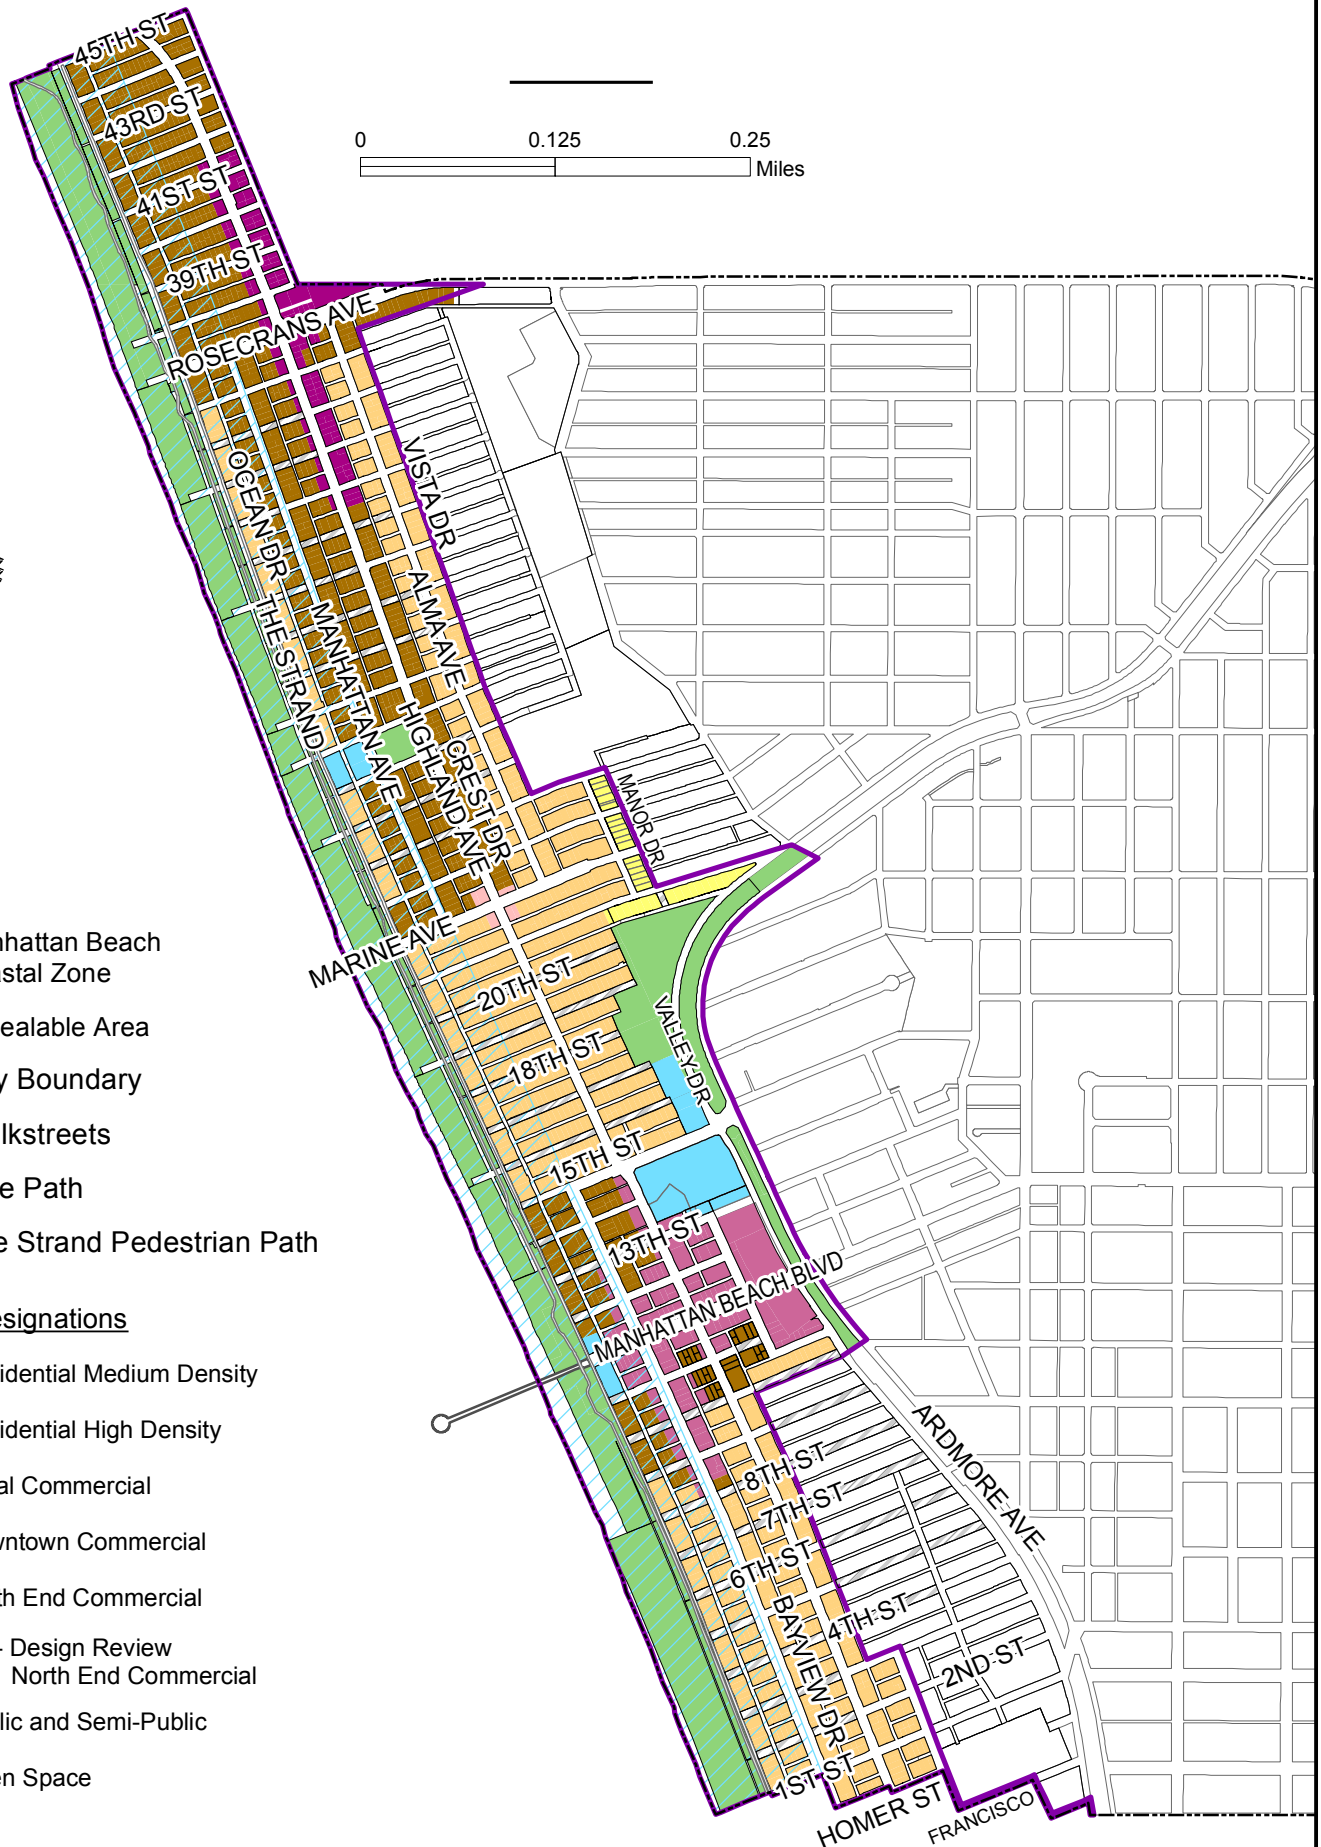 45TH ST
43RD ST
0 0.125 0.25
Miles
41ST ST
39TH ST
ROSECRANS AVE
VISTA DR
OCEAN DR
ALMA AVE
THE STRAND
MANHATTAN AVE
HIGHLAND AVE
CREST DR
MANOR DR
MARINE AVE
20TH ST
VALLEY DR
18TH ST
15TH ST
13TH ST
MANHATTAN BEACH BLVD
ARDMORE AVE
8TH ST
7TH ST
6TH ST
BAYVIEW DR
4TH ST
2ND ST
1ST ST
HOMER ST
FRANCISCO
nhattan Beach
astal Zone
ealable Area
y Boundary
lkstreets
e Path
e Strand Pedestrian Path
esignations
idential Medium Density
idential High Density
al Commercial
wntown Commercial
th End Commercial
- Design Review
North End Commercial
lic and Semi-Public
en Space